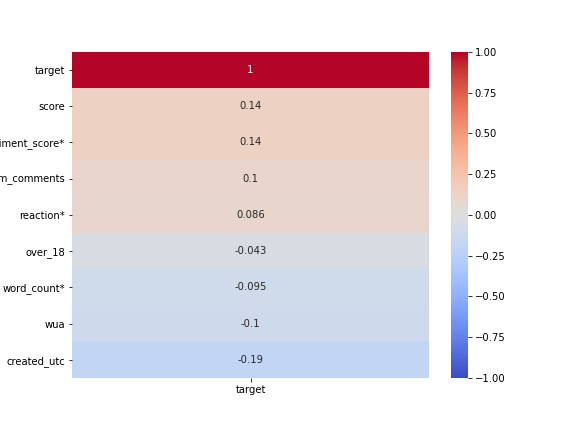 target
score
iment_score*
m_comments
reaction*
over_18
word_count*
wua
created_utc
1
0.14
0.14
0.1
0.086
-0.043
-0.095
-0.1
-0.19
target
1.00
0.75
0.50
0.25
0.00
−0.25
−0.50
−0.75
−1.00